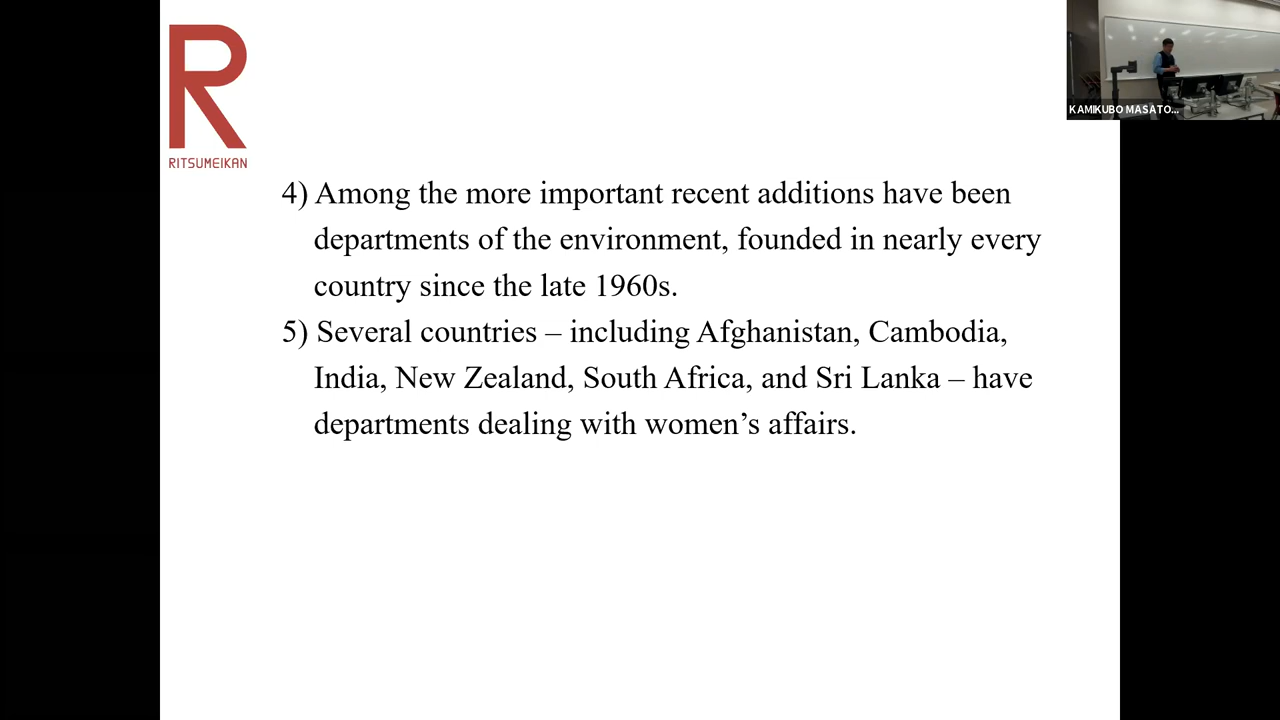 RITSUMEIKAN
KAMIKUBO MASATO...
4) Among the more important recent additions have been
departments of the environment, founded in nearly every
country since the late 1960s.
5) Several countries – including Afghanistan, Cambodia,
India, New Zealand, South Africa, and Sri Lanka – have
departments dealing with women’s affairs.